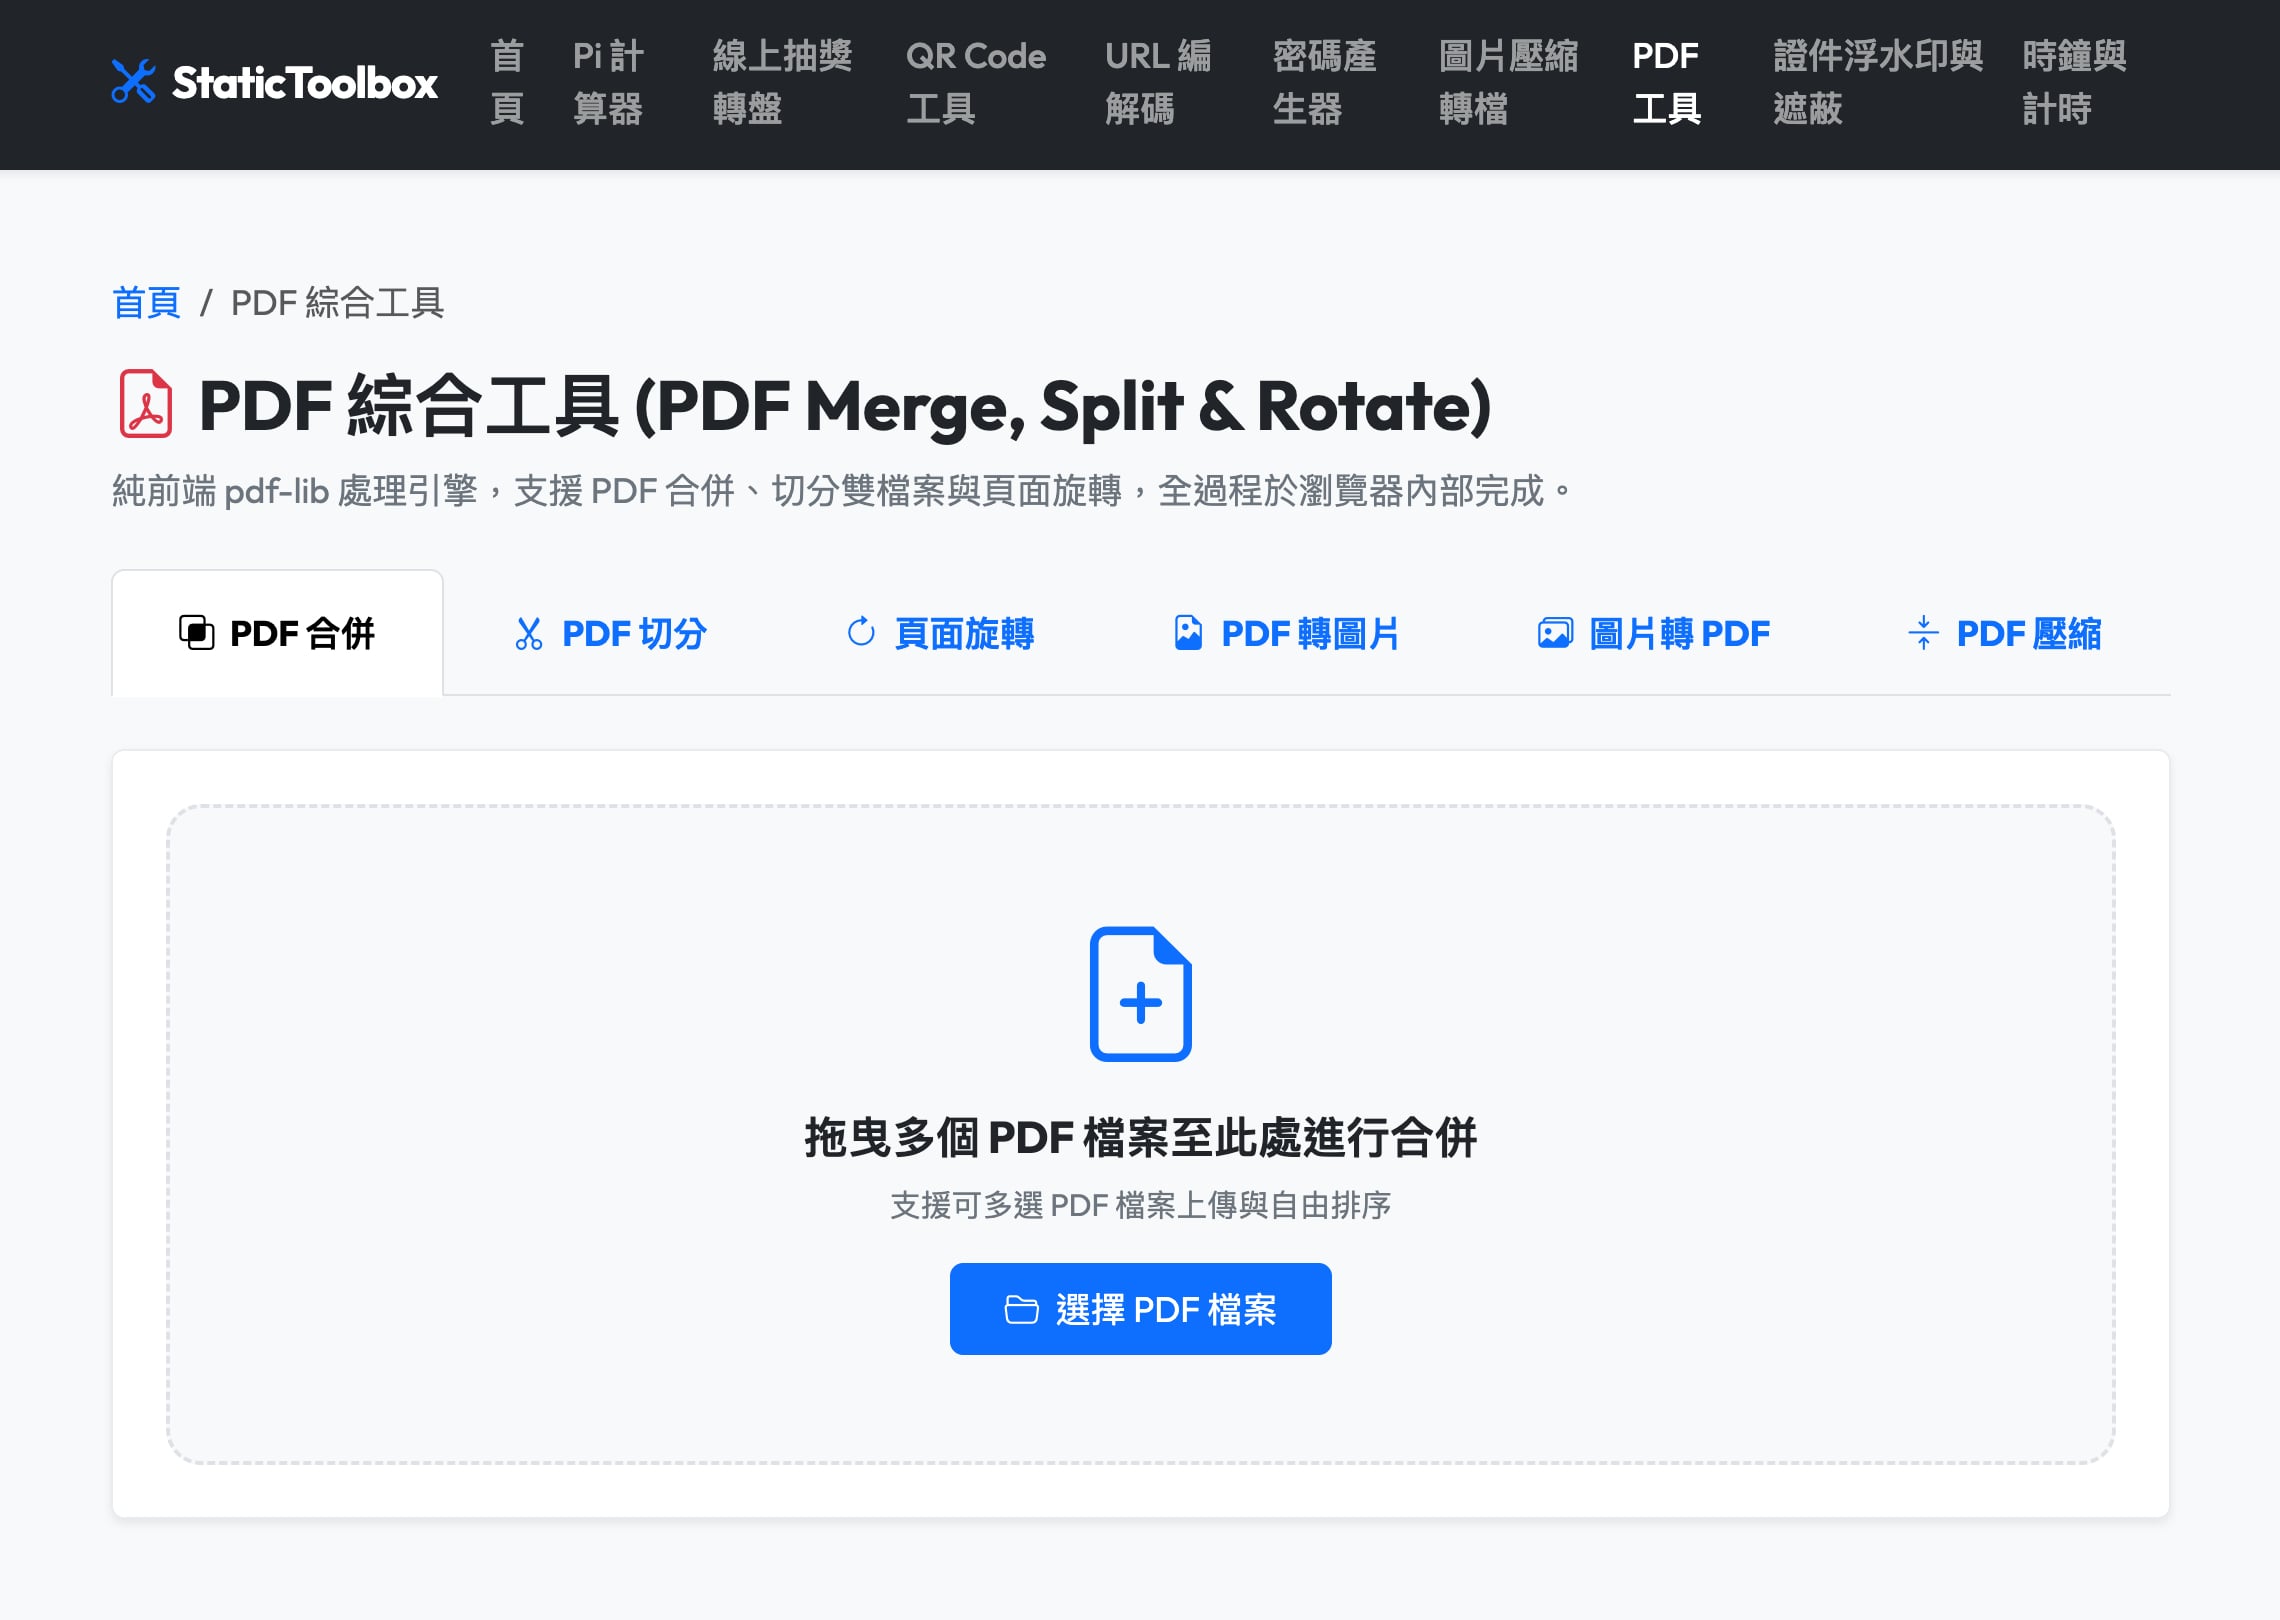 StaticToolbox
首頁
Pi 計算器
線上抽獎轉盤
QR Code 工具
URL 編解碼
密碼產生器
圖片壓縮轉檔
PDF 工具
證件浮水印與遮蔽
時鐘與計時
首頁 / PDF 綜合工具
PDF 綜合工具 (PDF Merge, Split & Rotate)
純前端 pdf-lib 處理引擎，支援 PDF 合併、切分雙檔案與頁面旋轉，全過程於瀏覽器內部完成。
PDF 合併
PDF 切分
頁面旋轉
PDF 轉圖片
圖片轉 PDF
PDF 壓縮
拖曳多個 PDF 檔案至此處進行合併
支援可多選 PDF 檔案上傳與自由排序
選擇 PDF 檔案